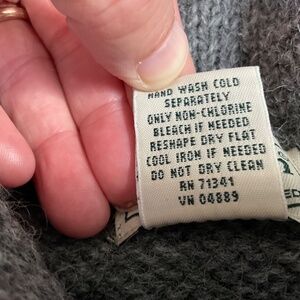 HAND WASH COLD
SEPARATELY
ONLY NON-CHLORINE
BLEACH IF NEEDED
RESHAPE DRY FLAT
COOL IRON IF NEEDED
DO NOT DRY CLEAN
RN 71341
VN 04889